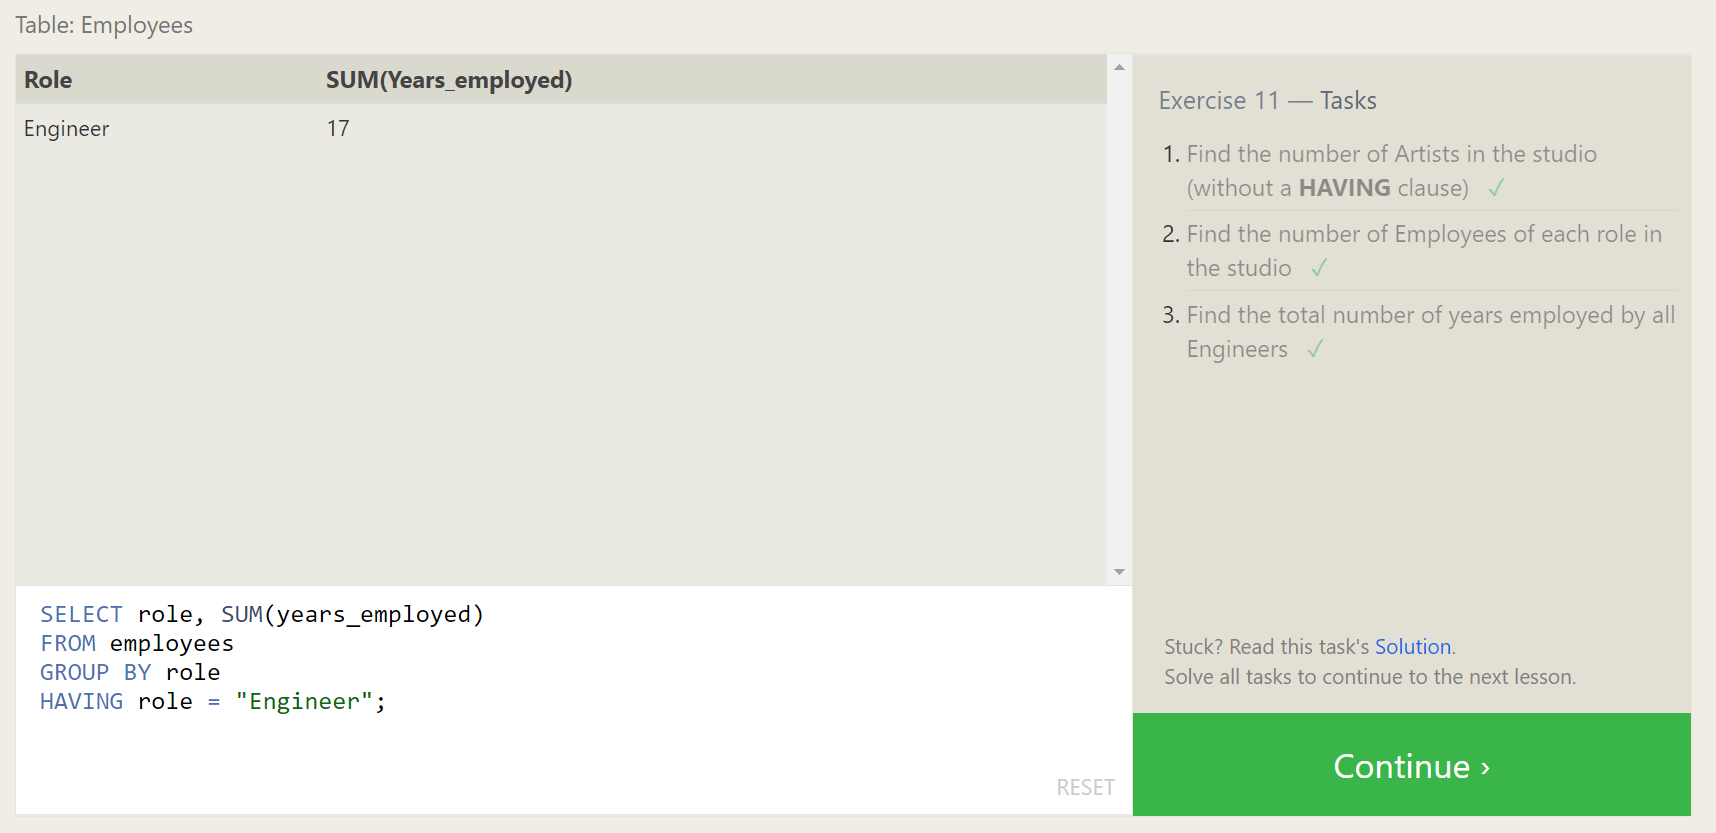 Table: Employees
Role SUM(Years_employed)
Engineer 17
SELECT role, SUM(years_employed)
FROM employees
GROUP BY role
HAVING role = "Engineer";
RESET
Exercise 11 — Tasks
1. Find the number of Artists in the studio
(without a HAVING clause) ✓
2. Find the number of Employees of each role in
the studio ✓
3. Find the total number of years employed by all
Engineers ✓
Stuck? Read this task's Solution.
Solve all tasks to continue to the next lesson.
Continue ›